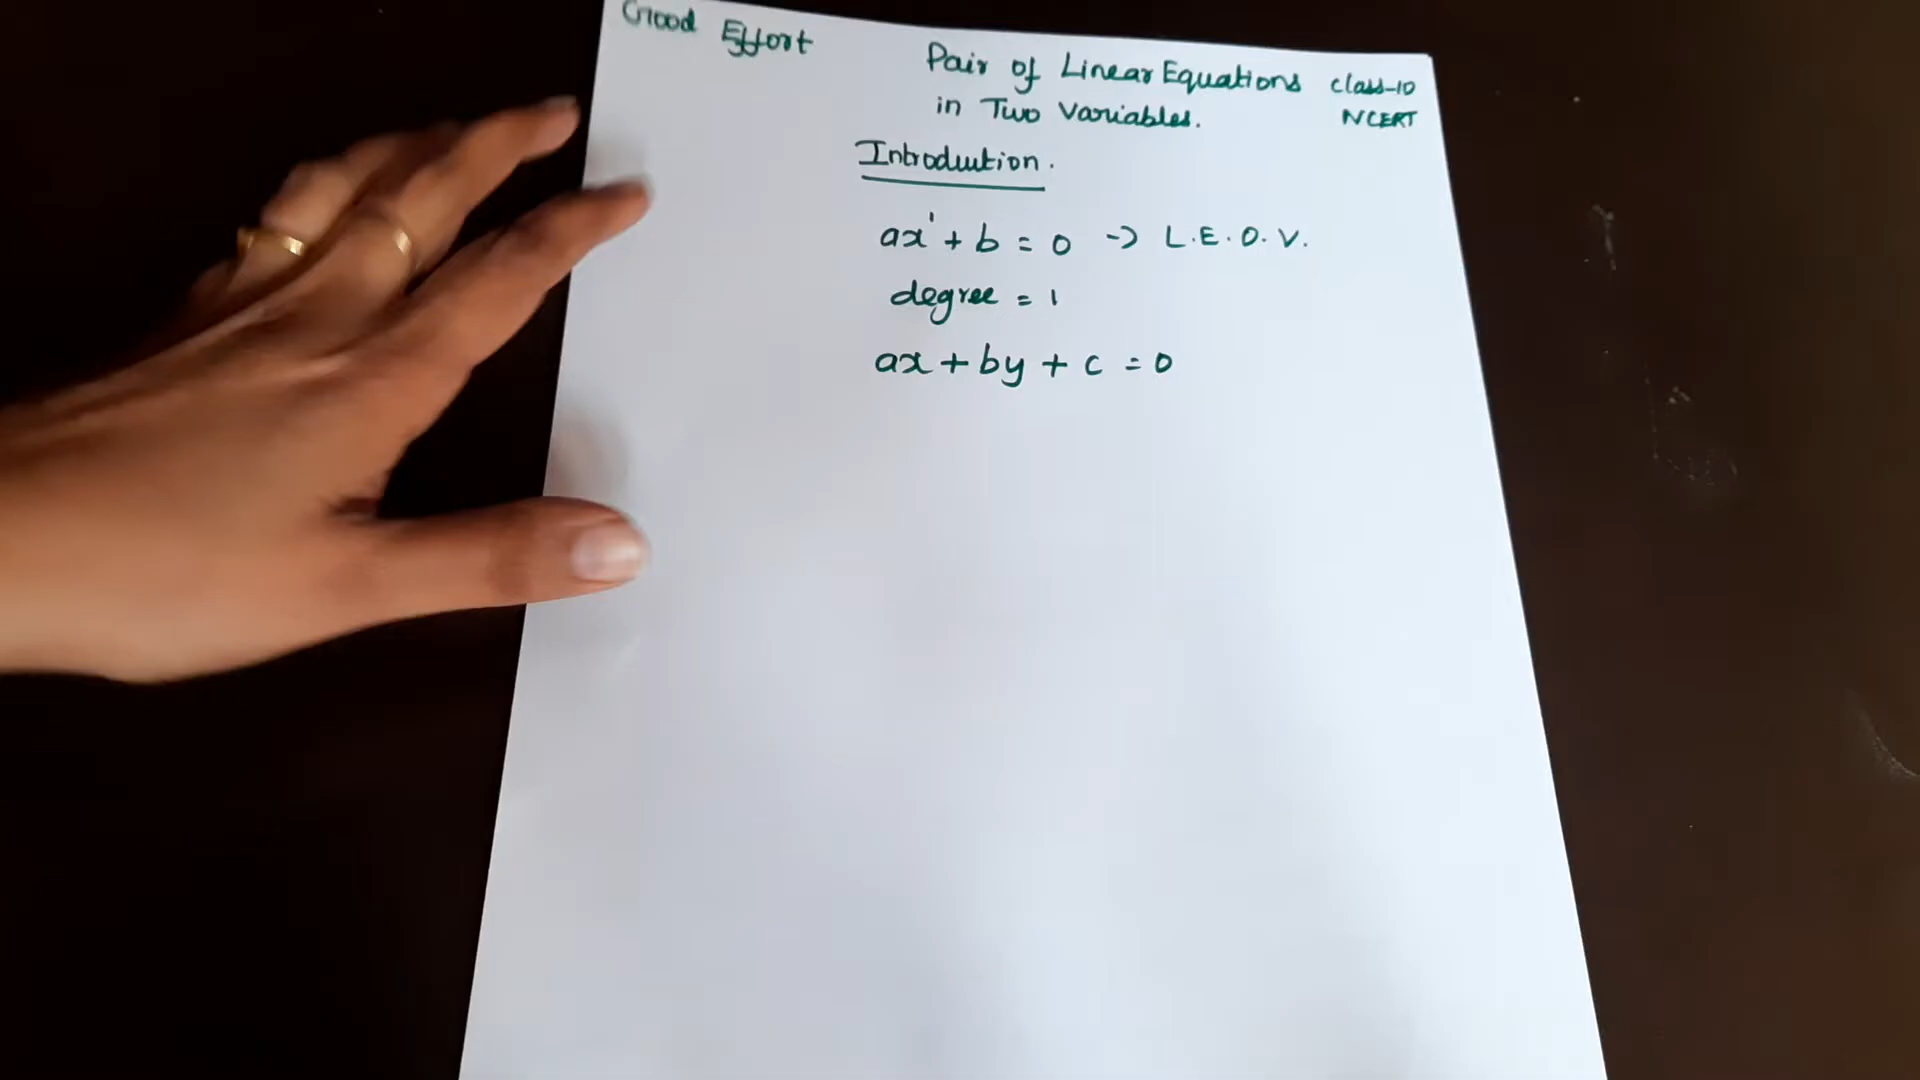 Good Effort
Pair of Linear Equations class-10
in Two Variables. NCERT
Introduction.
ax¹ + b = 0 -> L.E.O.V.
degree = 1
ax + by + c = 0